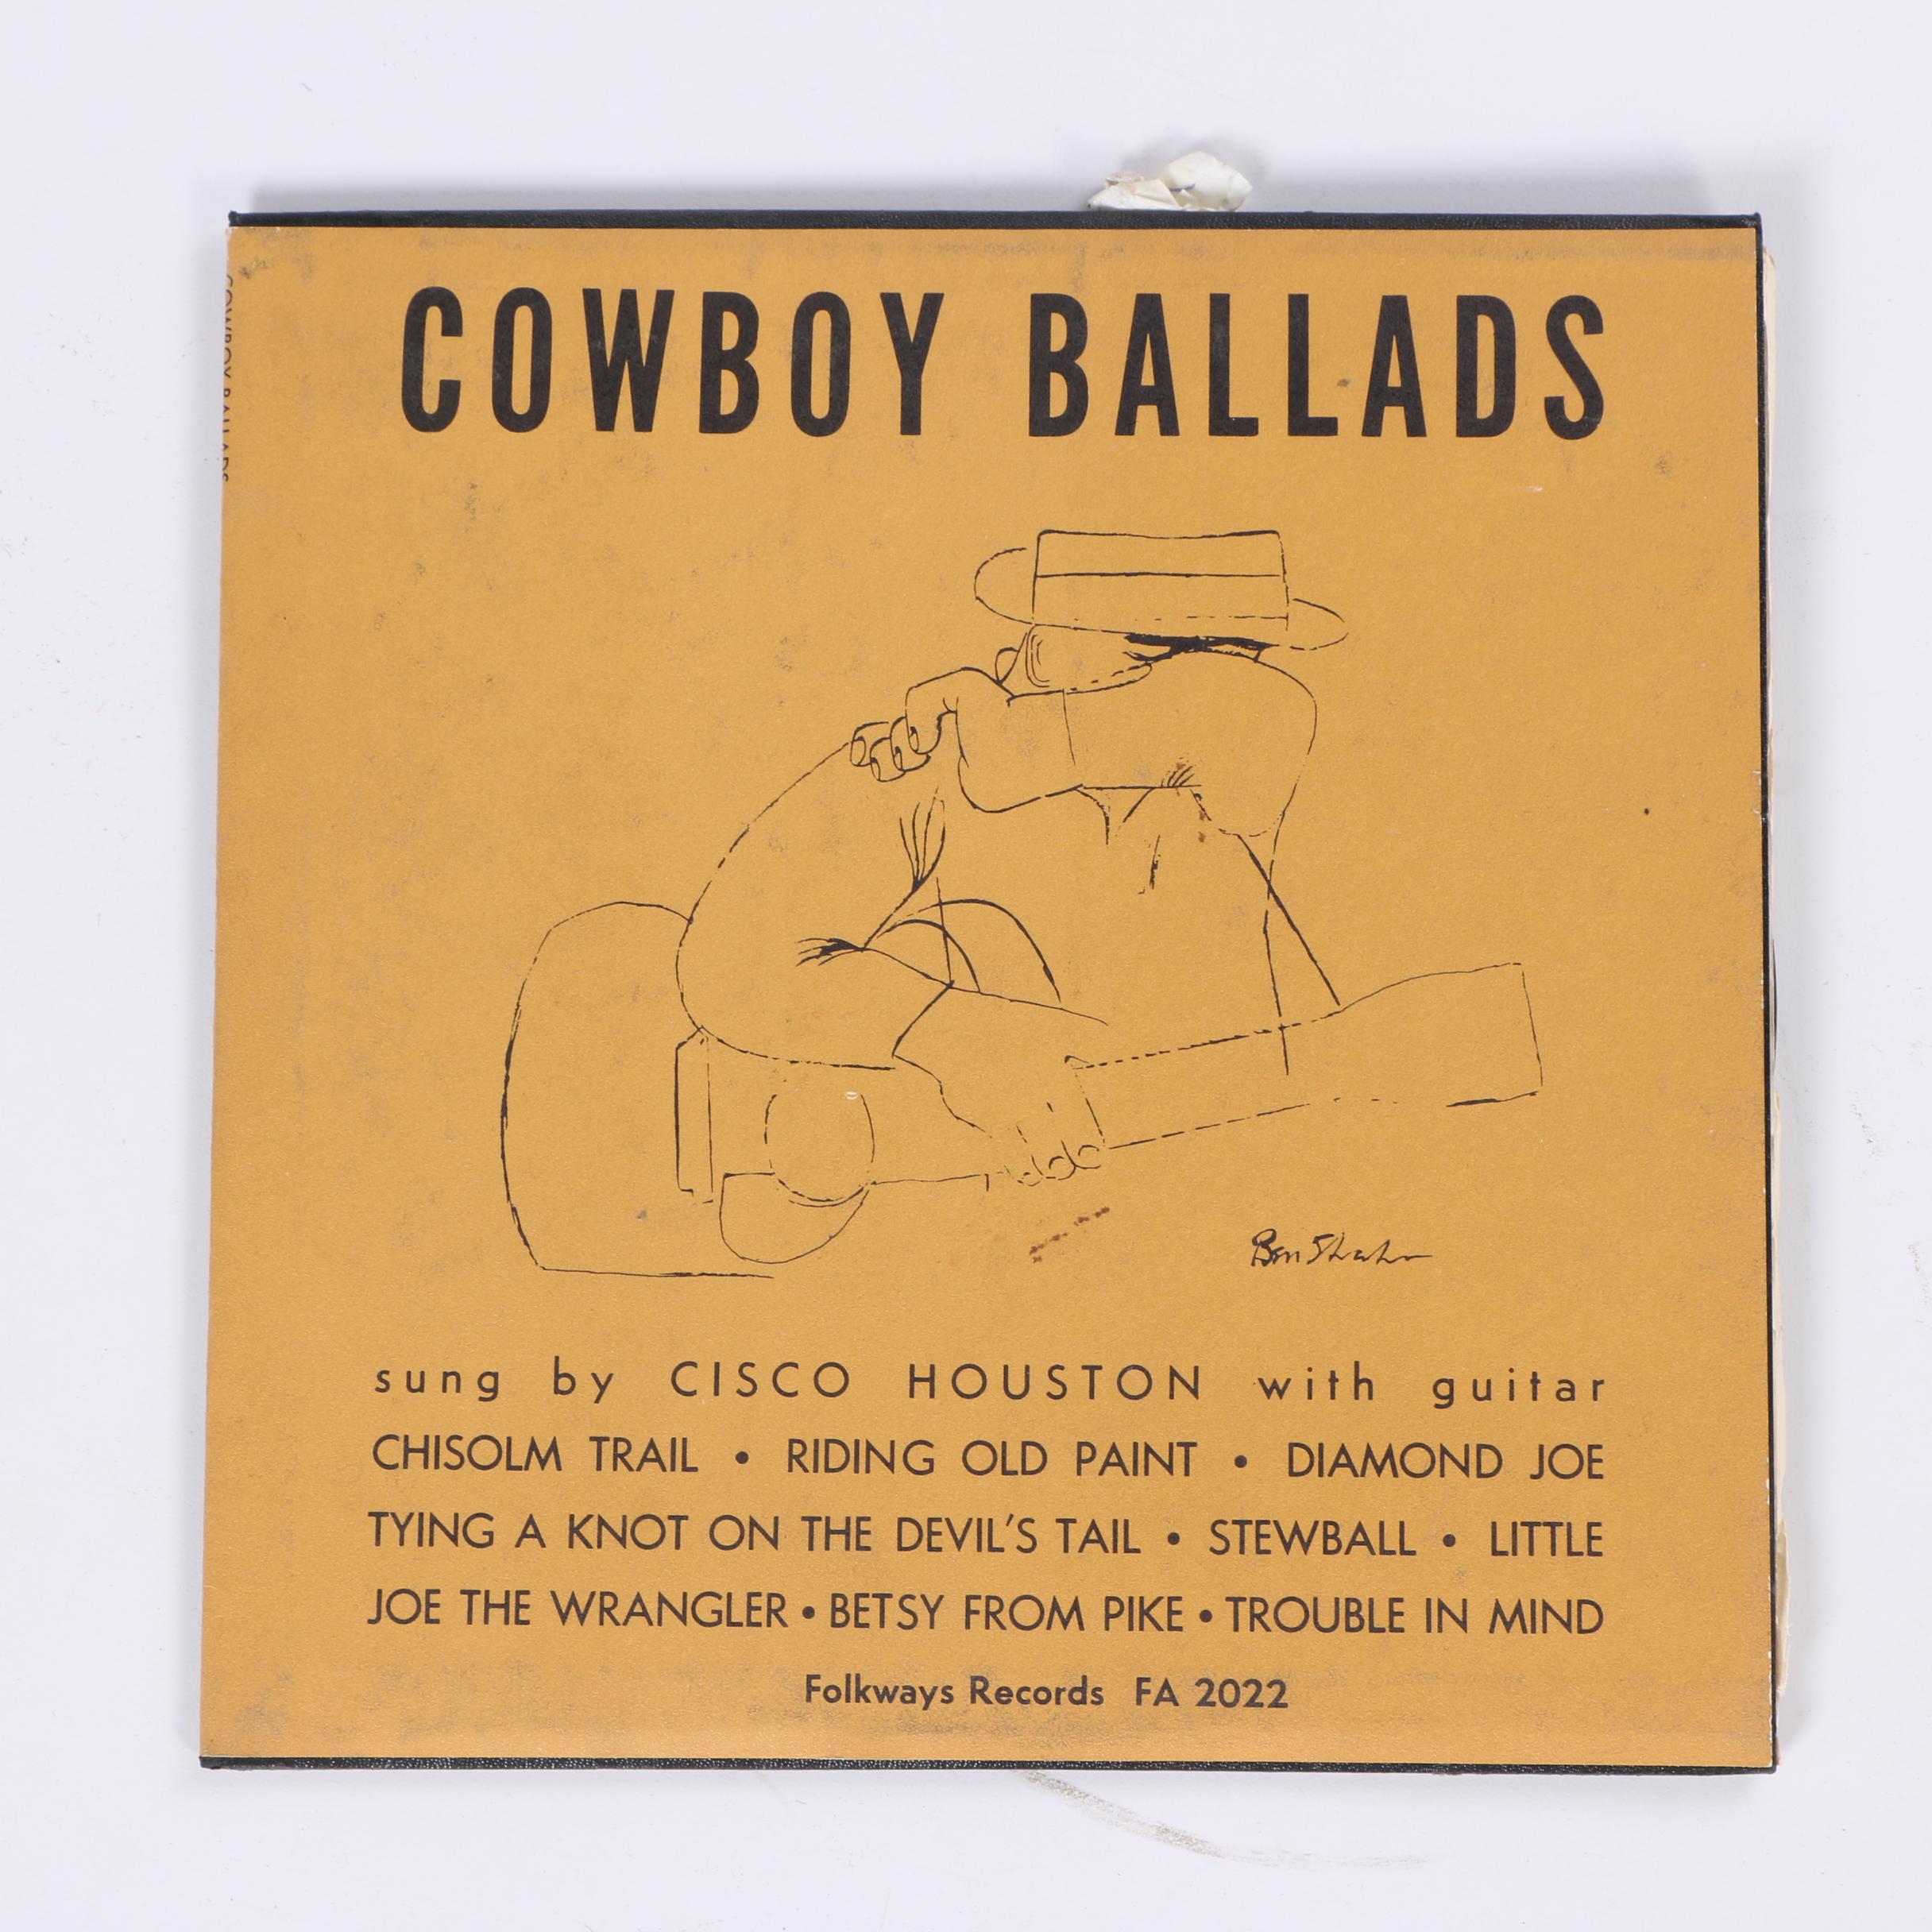 COWBOY BALLADS
COWBOY BALLADS
Ben Shahn
sung by CISCO HOUSTON with guitar
CHISOLM TRAIL • RIDING OLD PAINT • DIAMOND JOE
TYING A KNOT ON THE DEVIL'S TAIL • STEWBALL • LITTLE
JOE THE WRANGLER • BETSY FROM PIKE • TROUBLE IN MIND
Folkways Records FA 2022